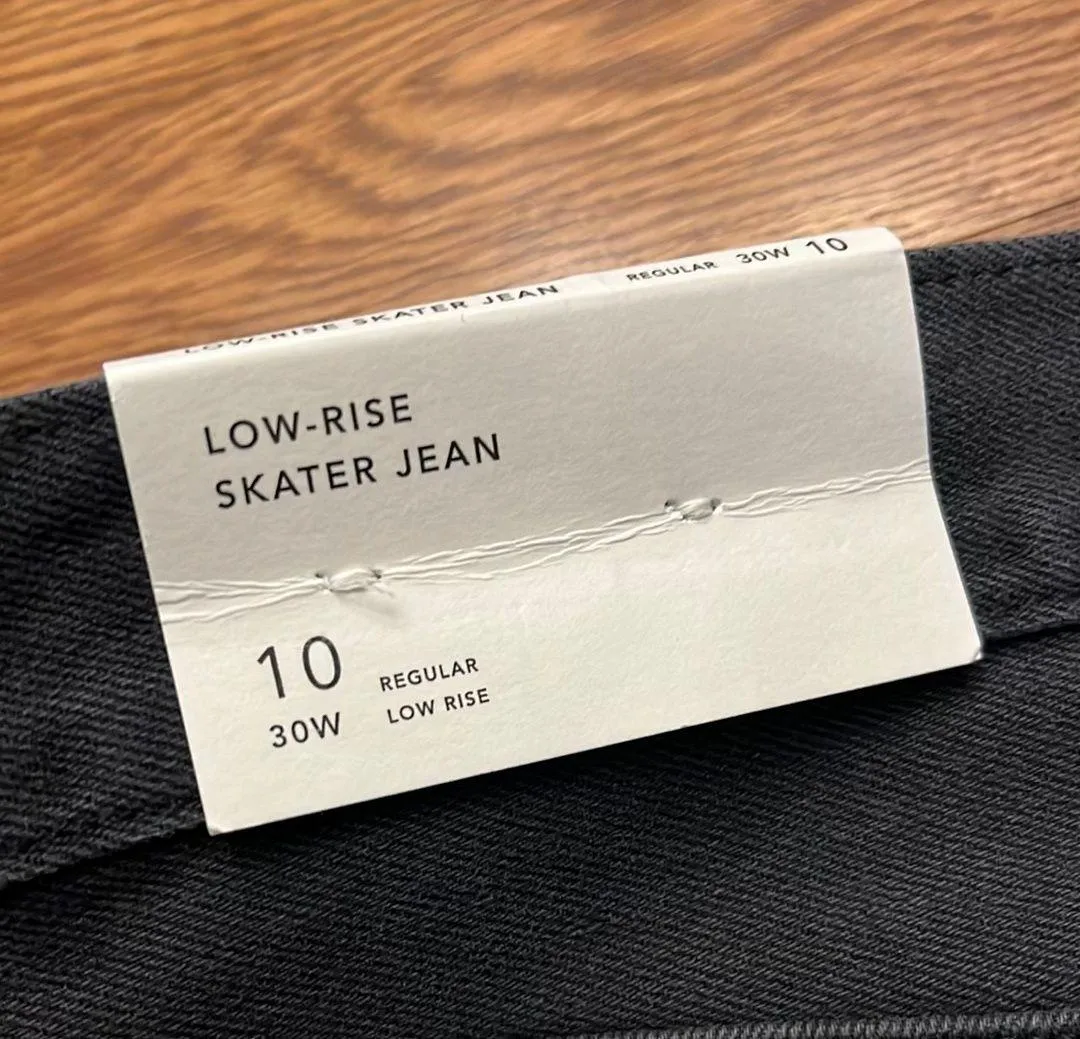 LOW-RISE SKATER JEAN REGULAR 30W 10
LOW-RISE
SKATER JEAN
10 REGULAR
30W LOW RISE